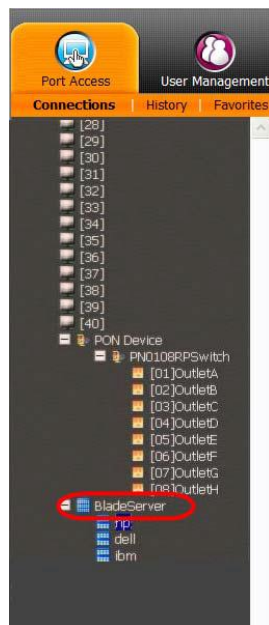 Port Access
User Management
Connections | History | Favorites
[28]
[29]
[30]
[31]
[32]
[33]
[34]
[35]
[36]
[37]
[38]
[39]
[40]
PON Device
PN0108RPSwitch
[01]OutletA
[02]OutletB
[03]OutletC
[04]OutletD
[05]OutletE
[06]OutletF
[07]OutletG
[08]OutletH
BladeServer
hp
dell
ibm